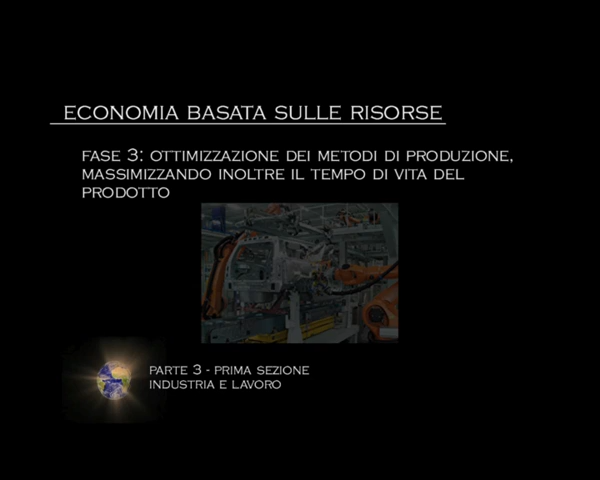 ECONOMIA BASATA SULLE RISORSE
FASE 3: OTTIMIZZAZIONE DEI METODI DI PRODUZIONE,
MASSIMIZZANDO INOLTRE IL TEMPO DI VITA DEL
PRODOTTO
PARTE 3 - PRIMA SEZIONE
INDUSTRIA E LAVORO